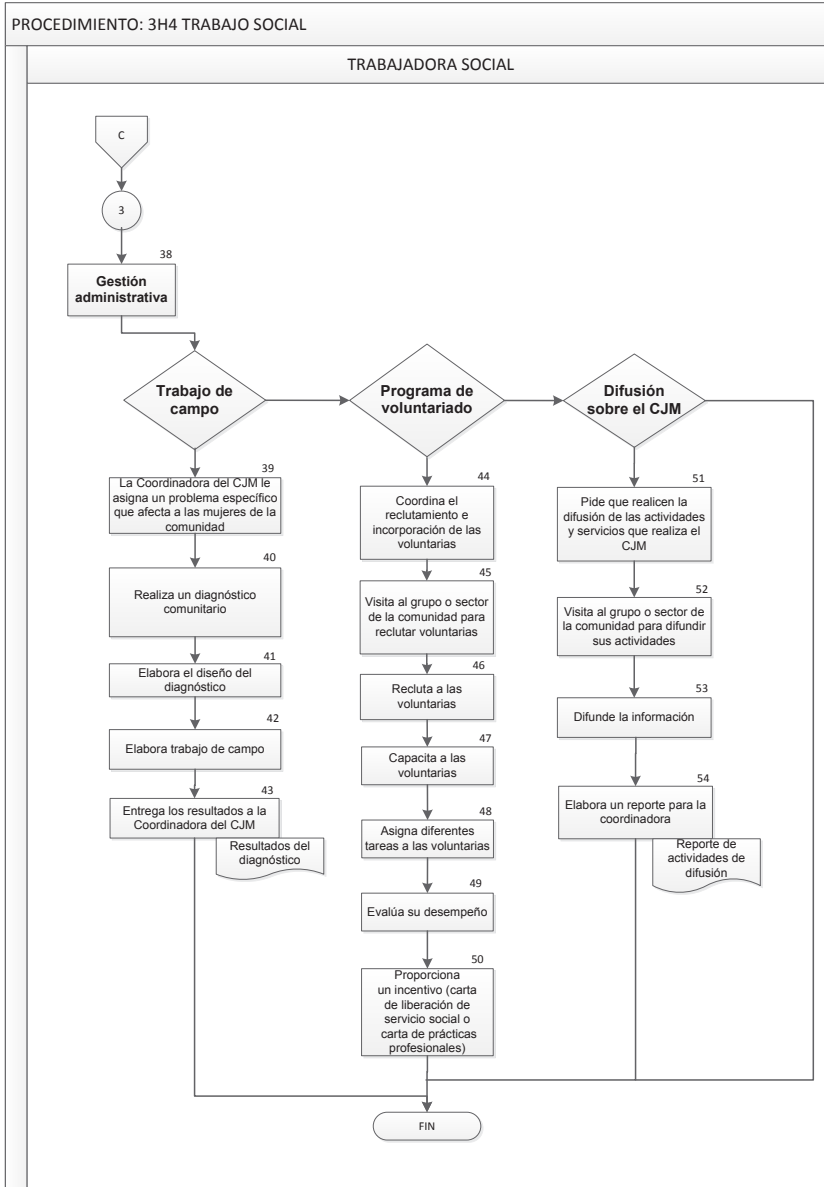 PROCEDIMIENTO: 3H4 TRABAJO SOCIAL
TRABAJADORA SOCIAL
C
3
38
Gestión
administrativa
Trabajo de
campo
39
La Coordinadora del CJM le
asigna un problema específico
que afecta a las mujeres de la
comunidad
40
Realiza un diagnóstico
comunitario
41
Elabora el diseño del
diagnóstico
42
Elabora trabajo de campo
43
Entrega los resultados a la
Coordinadora del CJM
Resultados del
diagnóstico
Programa de
voluntariado
44
Coordina el
reclutamiento e
incorporación de las
voluntarias
45
Visita al grupo o sector
de la comunidad para
reclutar voluntarias
46
Recluta a las
voluntarias
47
Capacita a las
voluntarias
48
Asigna diferentes
tareas a las voluntarias
49
Evalúa su desempeño
50
Proporciona
un incentivo (carta
de liberación de
servicio social o
carta de prácticas
profesionales)
Difusión
sobre el CJM
51
Pide que realicen la
difusión de las actividades
y servicios que realiza el
CJM
52
Visita al grupo o sector de
la comunidad para difundir
sus actividades
53
Difunde la información
54
Elabora un reporte para la
coordinadora
Reporte de
actividades de
difusión
FIN